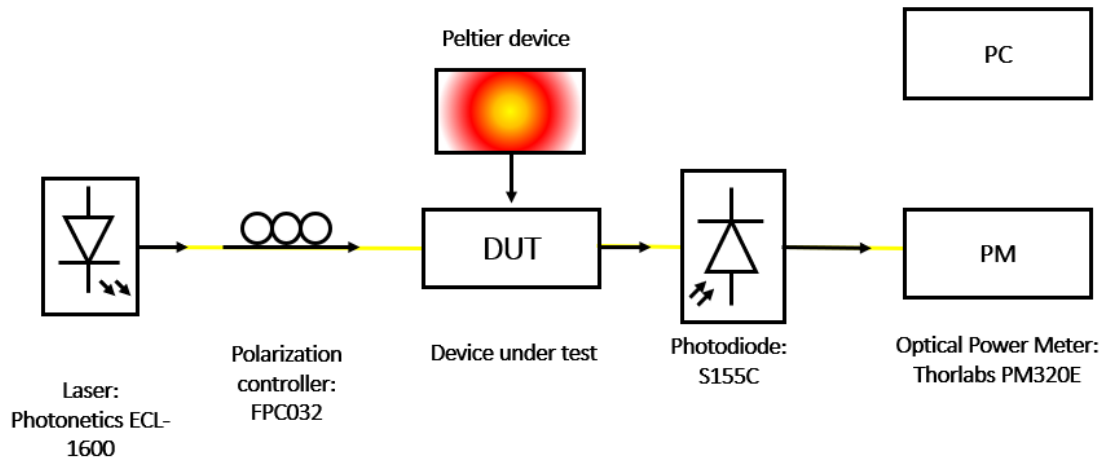 Peltier device
PC
DUT
PM
Polarization
controller:
FPC032
Device under test
Photodiode:
S155C
Optical Power Meter:
Thorlabs PM320E
Laser:
Photonetics ECL-
1600